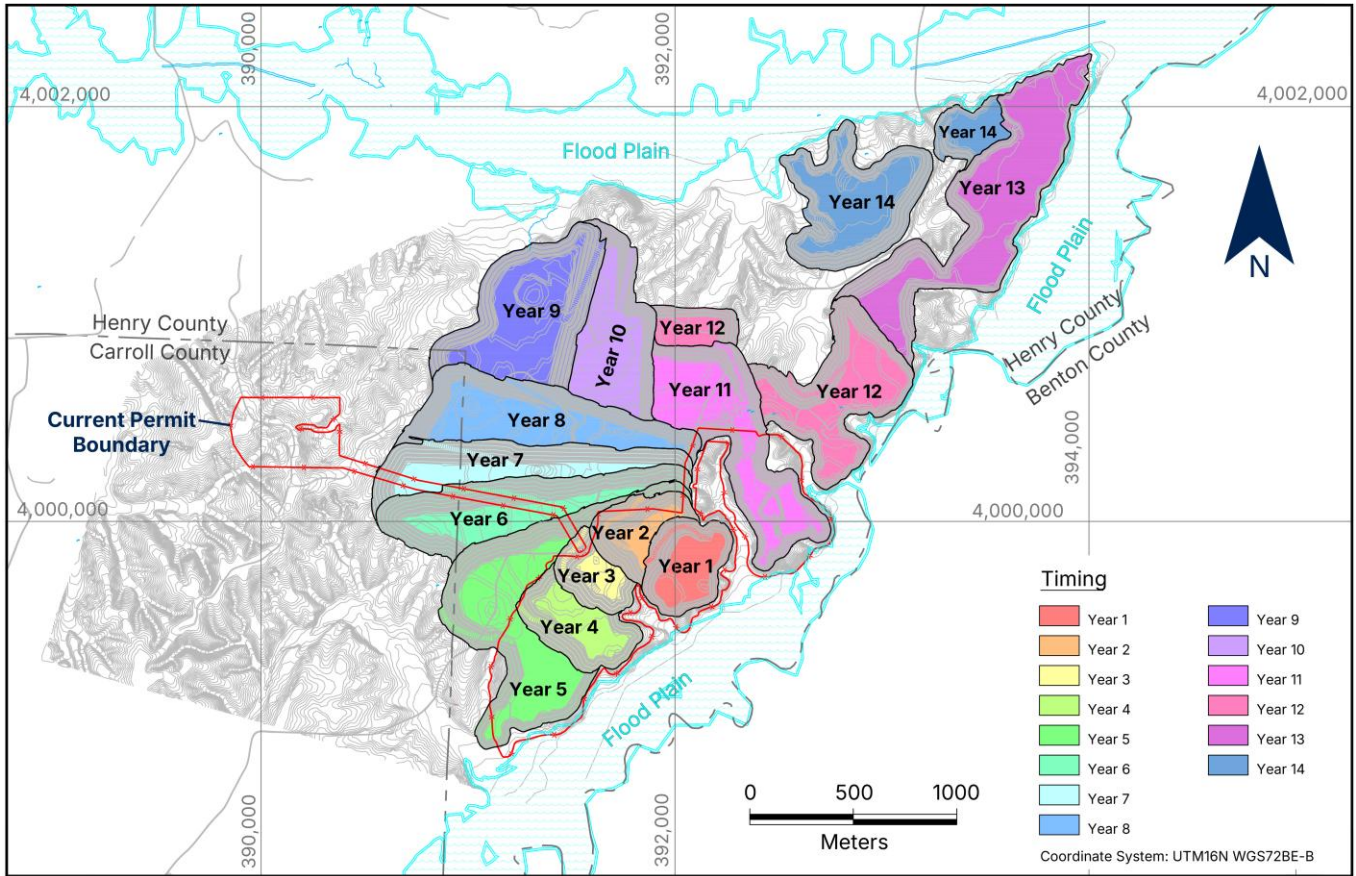 390,000
392,000
4,002,000
4,002,000
Flood Plain
Year 14
Year 14
Year 13
Flood Plain
N
Year 9
Year 10
Year 12
Henry County
Carroll County
Henry County
Benton County
Year 11
Year 12
Current Permit
Boundary
Year 8
Year 7
394,000
4,000,000
4,000,000
Year 6
Year 2
Year 1
Year 3
Year 4
Year 5
Flood Plain
390,000
392,000
0 500 1000
Meters
Timing
Year 1
Year 2
Year 3
Year 4
Year 5
Year 6
Year 7
Year 8
Year 9
Year 10
Year 11
Year 12
Year 13
Year 14
Coordinate System: UTM16N WGS72BE-B